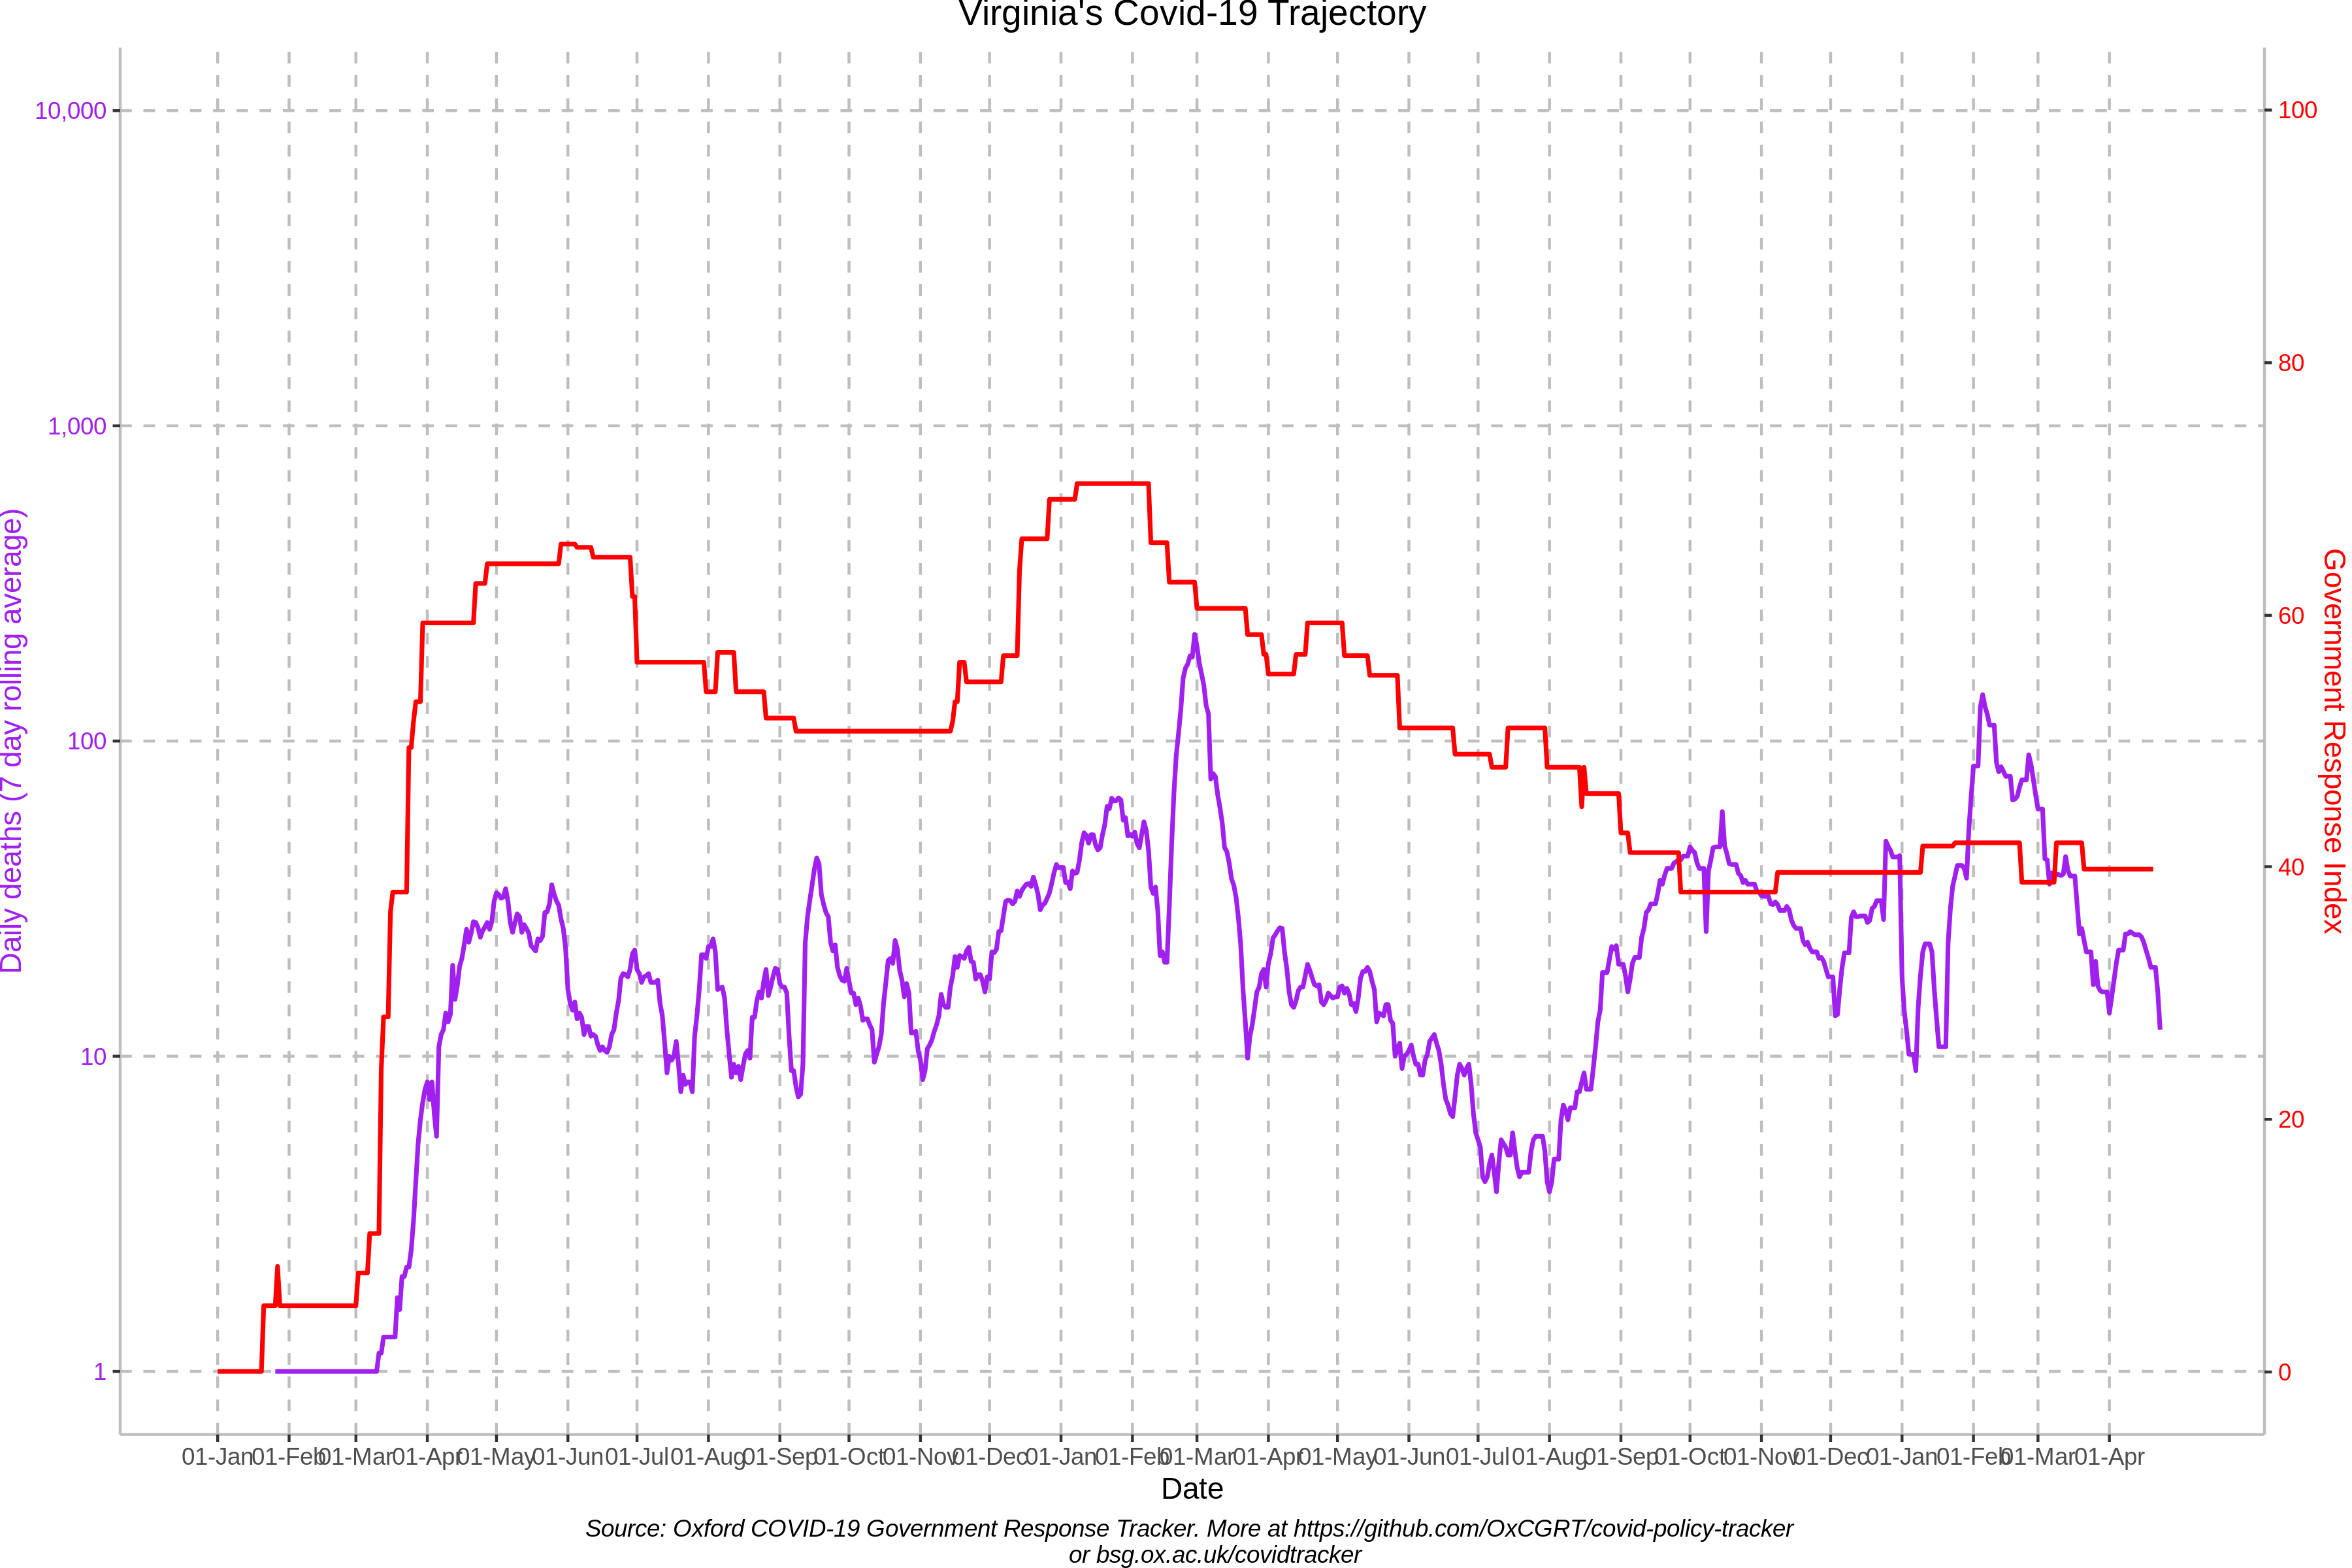 Virginia's Covid-19 Trajectory
10,000
1,000
100
10
1
Daily deaths (7 day rolling average)
100
80
60
40
20
0
Government Response Index
01-Jan 01-Feb 01-Mar 01-Apr 01-May 01-Jun 01-Jul 01-Aug 01-Sep 01-Oct 01-Nov 01-Dec 01-Jan 01-Feb 01-Mar 01-Apr 01-May 01-Jun 01-Jul 01-Aug 01-Sep 01-Oct 01-Nov 01-Dec 01-Jan 01-Feb 01-Mar 01-Apr
Date
Source: Oxford COVID-19 Government Response Tracker. More at https://github.com/OxCGRT/covid-policy-tracker
or bsg.ox.ac.uk/covidtracker